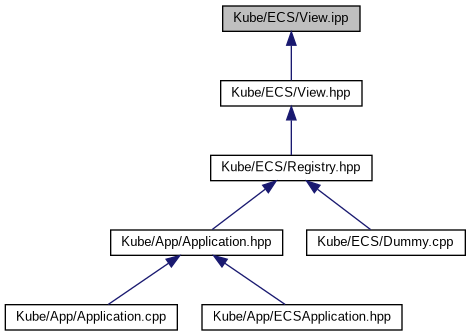 Kube/ECS/View.ipp
Kube/ECS/View.hpp
Kube/ECS/Registry.hpp
Kube/App/Application.hpp
Kube/ECS/Dummy.cpp
Kube/App/Application.cpp
Kube/App/ECSApplication.hpp